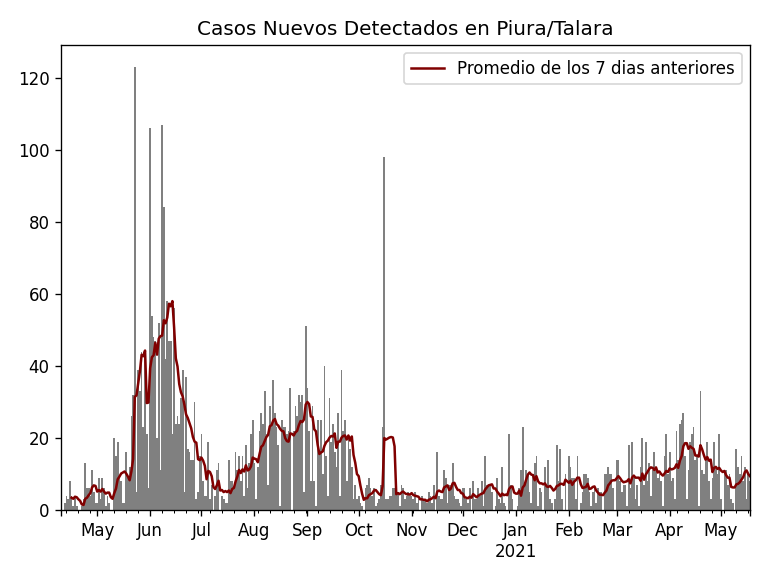 Casos Nuevos Detectados en Piura/Talara
Promedio de los 7 dias anteriores
120
100
80
60
40
20
0
May Jun Jul Aug Sep Oct Nov Dec Jan Feb Mar Apr May
2021